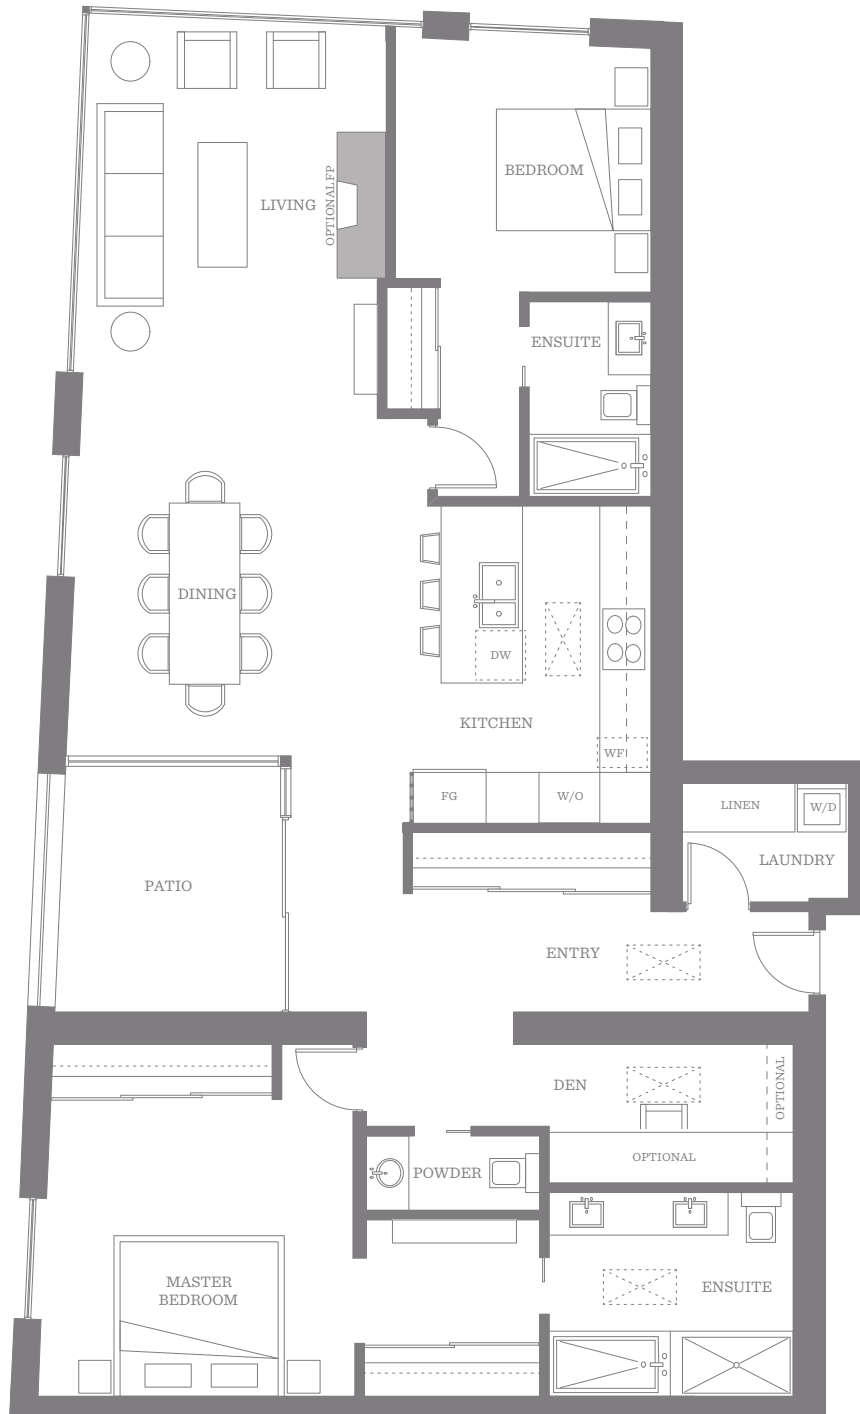 BEDROOM
LIVING
OPTIONAL FP
ENSUITE
DINING
DW
KITCHEN
WF
FG
W/O
LINEN
W/D
LAUNDRY
PATIO
ENTRY
DEN
OPTIONAL
OPTIONAL
POWDER
MASTER
BEDROOM
ENSUITE